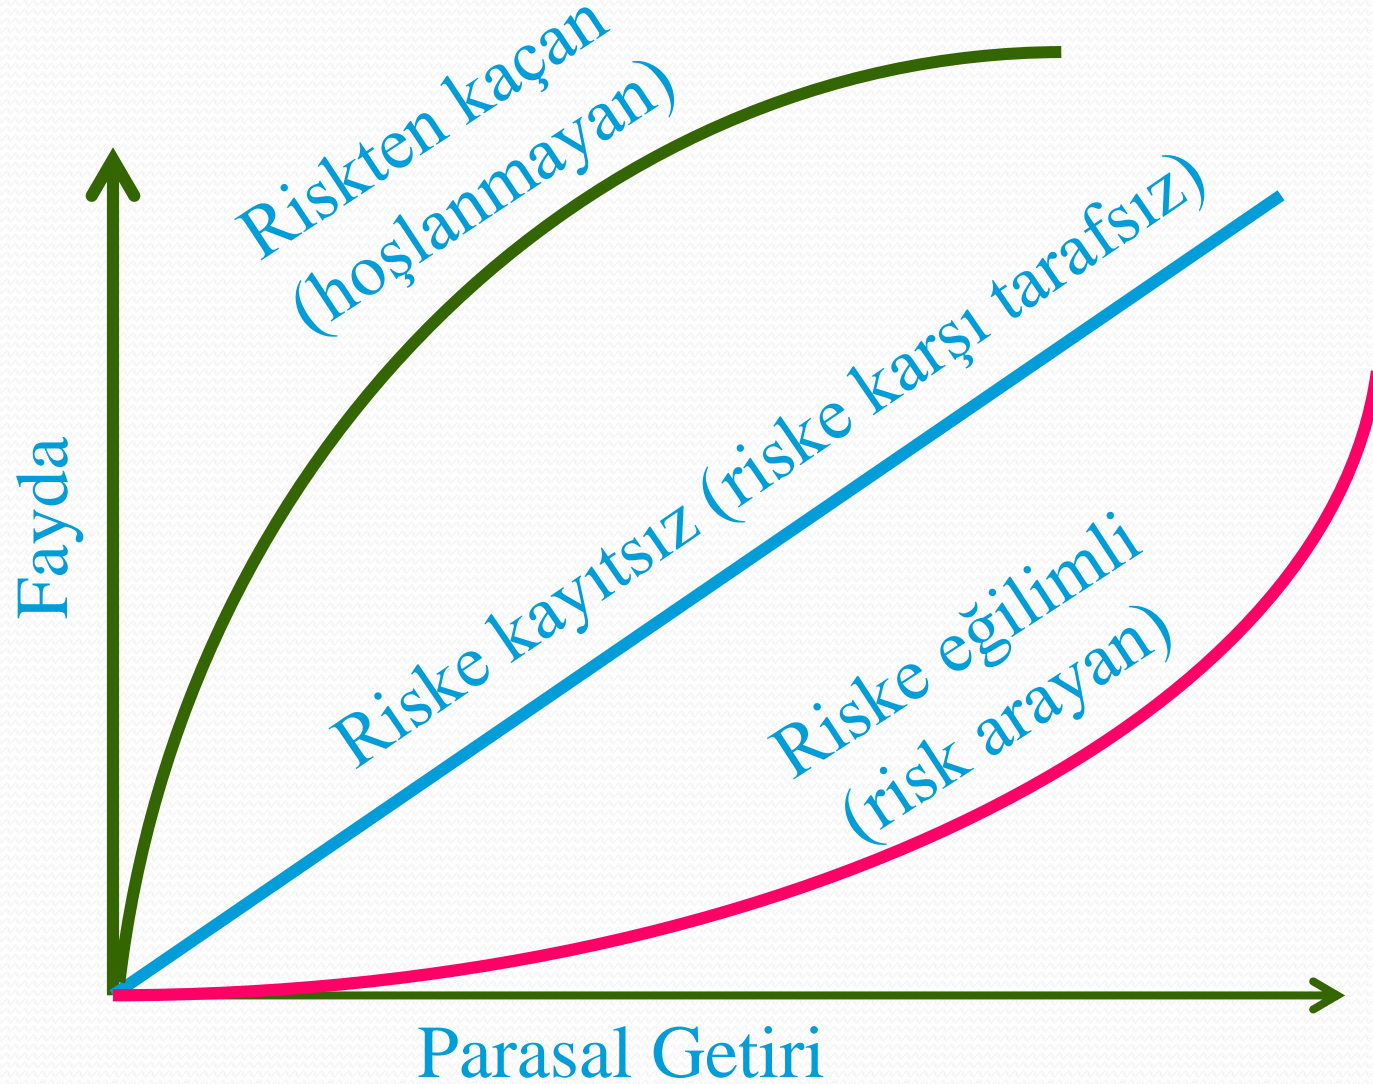 Riskten kaçan
(hoşlanmayan)
Riske kayıtsız (riske karşı tarafsız)
Riske eğilimli
(risk arayan)
Fayda
Parasal Getiri